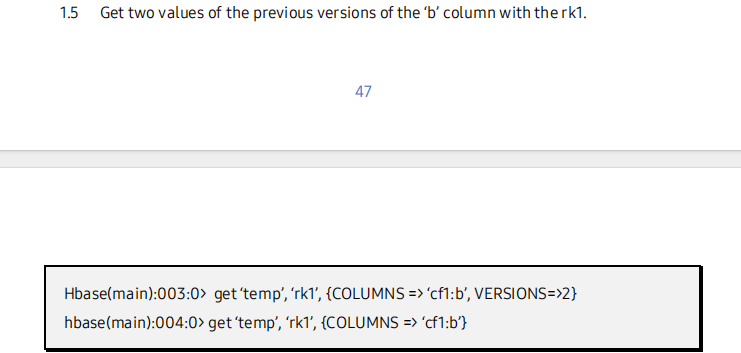 1.5 Get two values of the previous versions of the ‘b’ column with the rk1.
47
Hbase(main):003:0> get ‘temp’, ‘rk1’, {COLUMNS => ‘cf1:b’, VERSIONS=>2}
hbase(main):004:0> get ‘temp’, ‘rk1’, {COLUMNS => ‘cf1:b’}